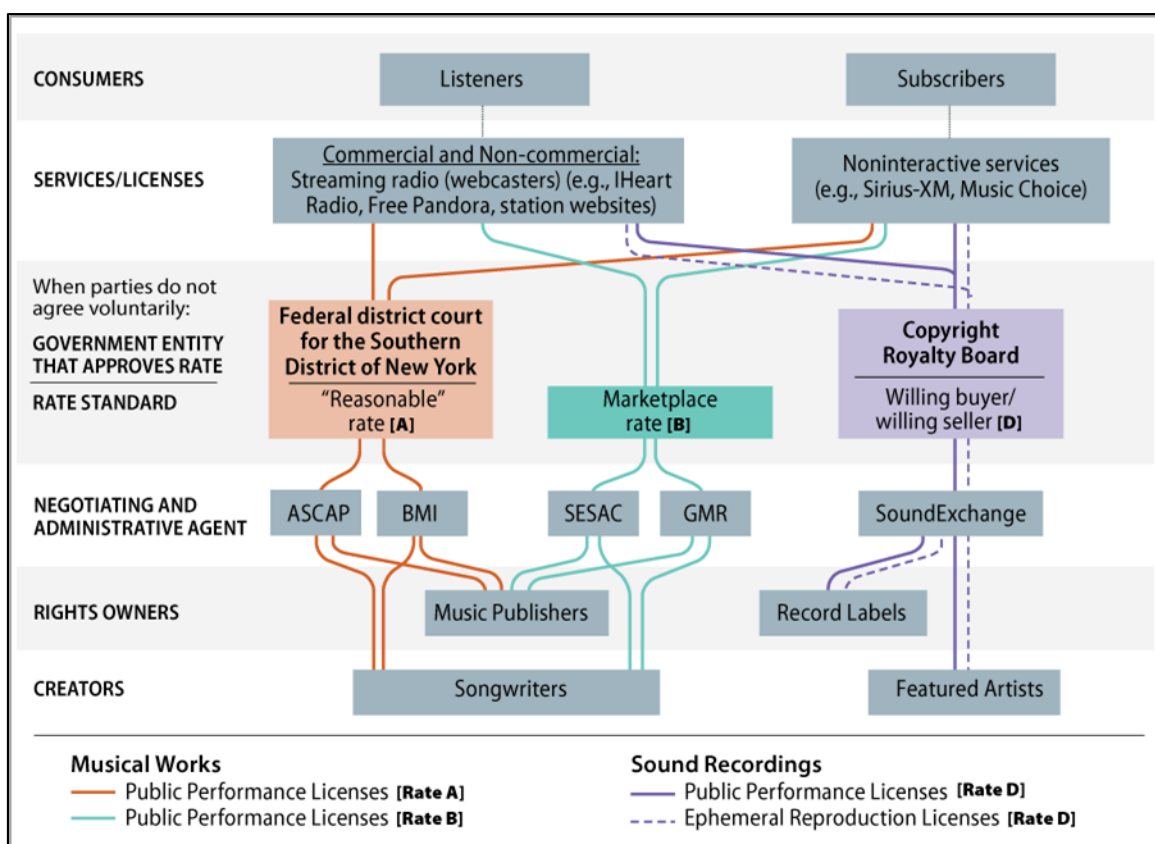 CONSUMERS
Listeners
Subscribers
SERVICES/LICENSES
Commercial and Non-commercial:
Streaming radio (webcasters) (e.g., IHeart
Radio, Free Pandora, station websites)
Noninteractive services
(e.g., Sirius-XM, Music Choice)
When parties do not
agree voluntarily:
GOVERNMENT ENTITY
THAT APPROVES RATE
RATE STANDARD
Federal district court
for the Southern
District of New York
"Reasonable"
rate [A]
Marketplace
rate [B]
Copyright
Royalty Board
Willing buyer/
willing seller [D]
NEGOTIATING AND
ADMINISTRATIVE AGENT
ASCAP
BMI
SESAC
GMR
SoundExchange
RIGHTS OWNERS
Music Publishers
Record Labels
CREATORS
Songwriters
Featured Artists
Musical Works
Public Performance Licenses [Rate A]
Public Performance Licenses [Rate B]
Sound Recordings
Public Performance Licenses [Rate D]
Ephemeral Reproduction Licenses [Rate D]